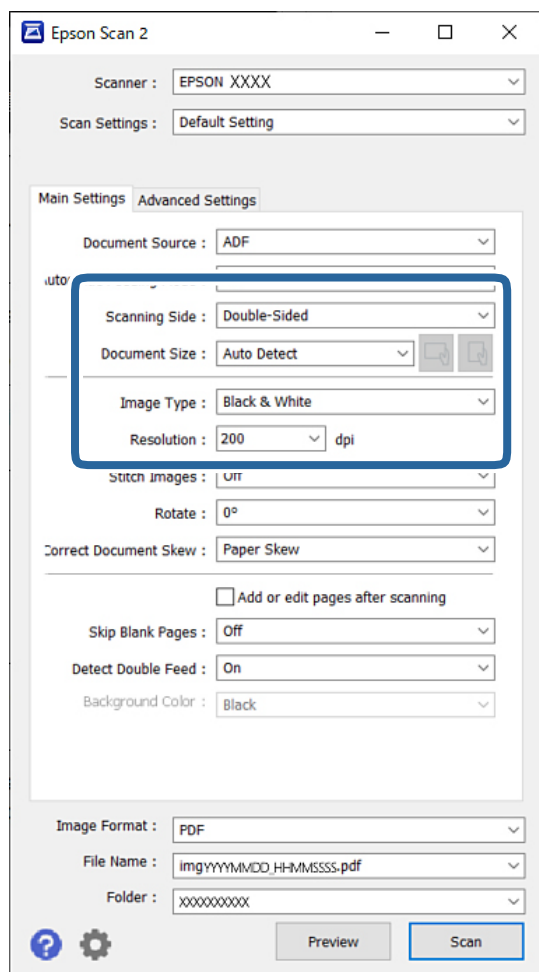 Epson Scan 2
Scanner : EPSON XXXX
Scan Settings : Default Setting
Main Settings Advanced Settings
Document Source : ADF
Scanning Side : Double-Sided
Document Size : Auto Detect
Image Type : Black & White
Resolution : 200 dpi
Stitch Images : Off
Rotate : 0°
Correct Document Skew : Paper Skew
Add or edit pages after scanning
Skip Blank Pages : Off
Detect Double Feed : On
Background Color : Black
Image Format : PDF
File Name : imgYYYYMMDD_HHMMSSSS.pdf
Folder : XXXXXXXXXX
? Preview Scan